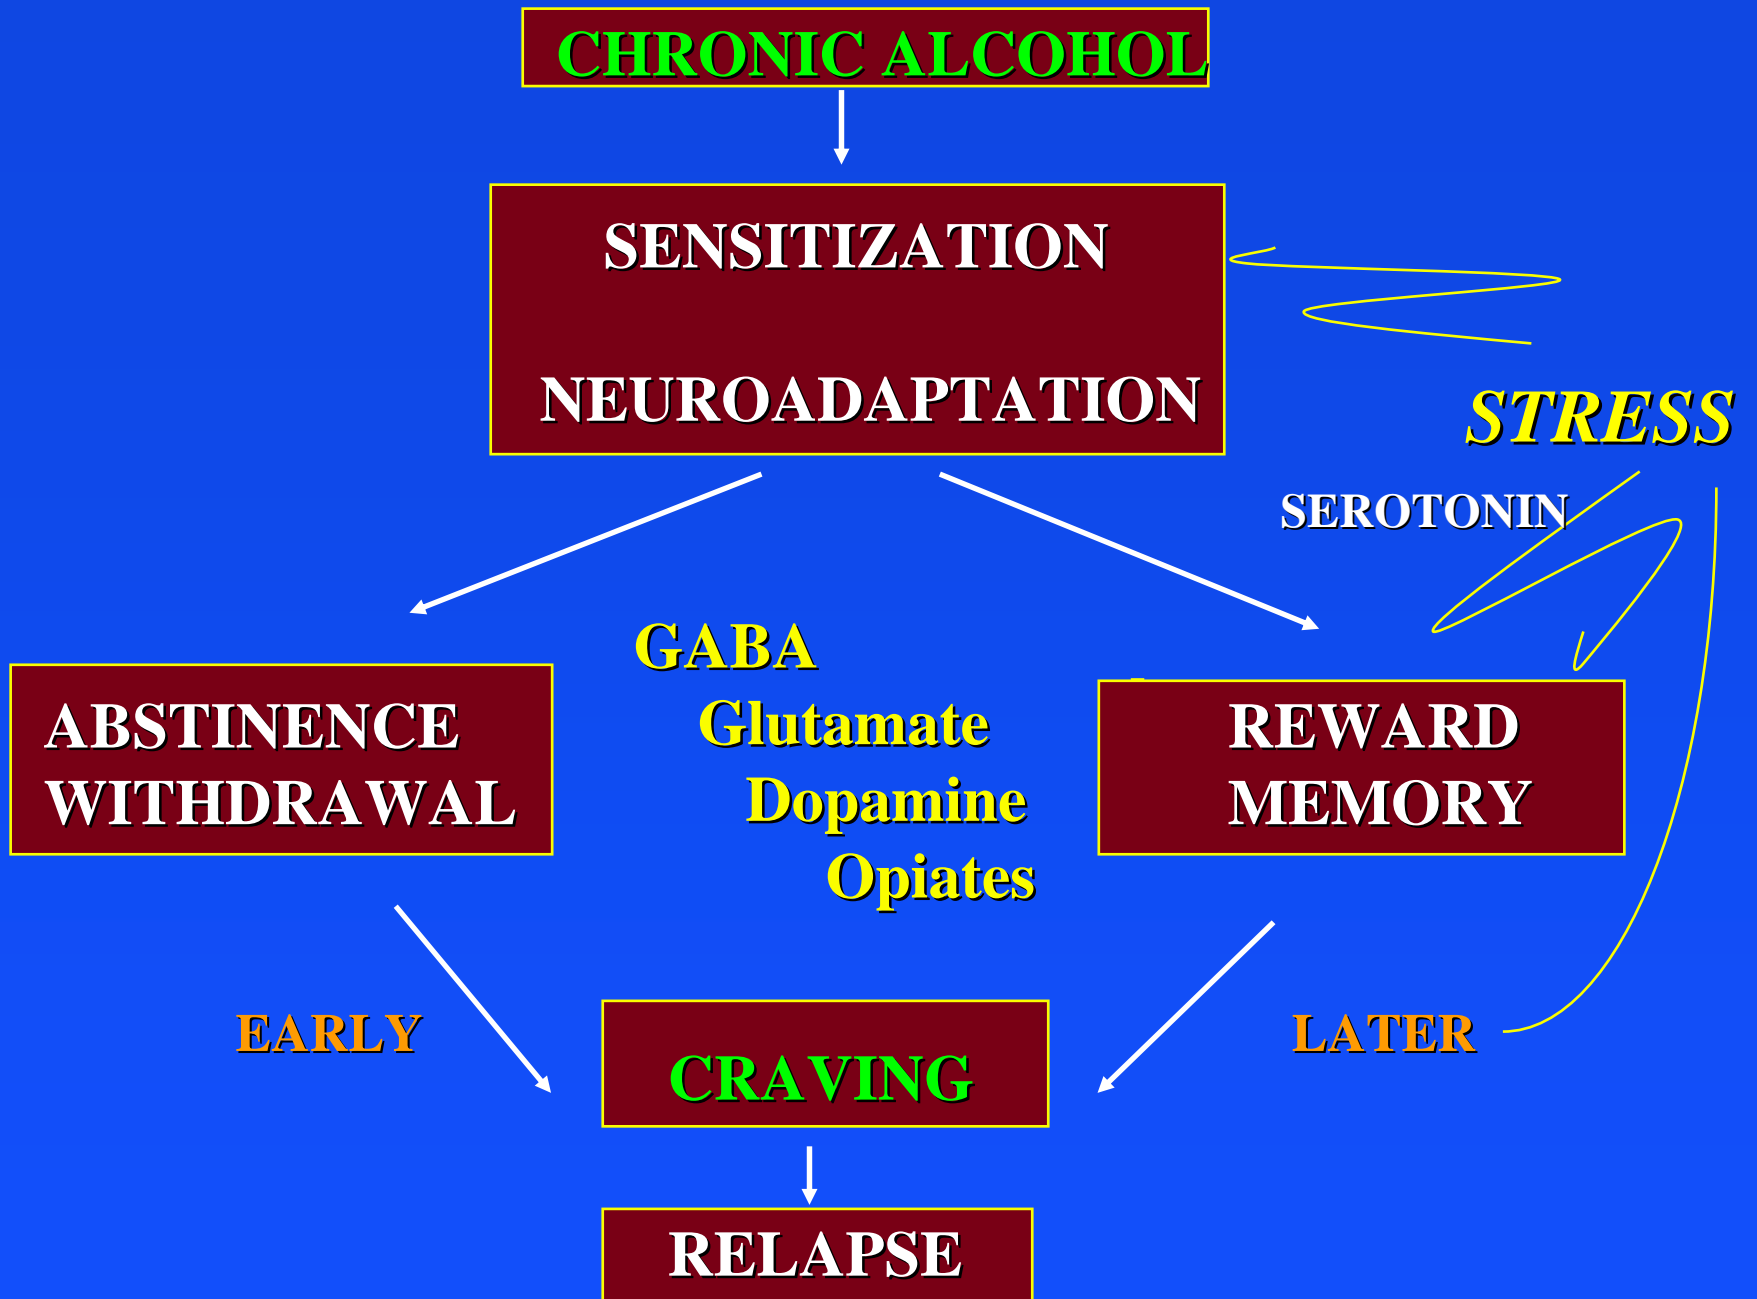 CHRONIC ALCOHOL
SENSITIZATION
NEUROADAPTATION
STRESS
SEROTONIN
GABA
Glutamate
Dopamine
Opiates
ABSTINENCE
WITHDRAWAL
REWARD
MEMORY
EARLY
LATER
CRAVING
RELAPSE